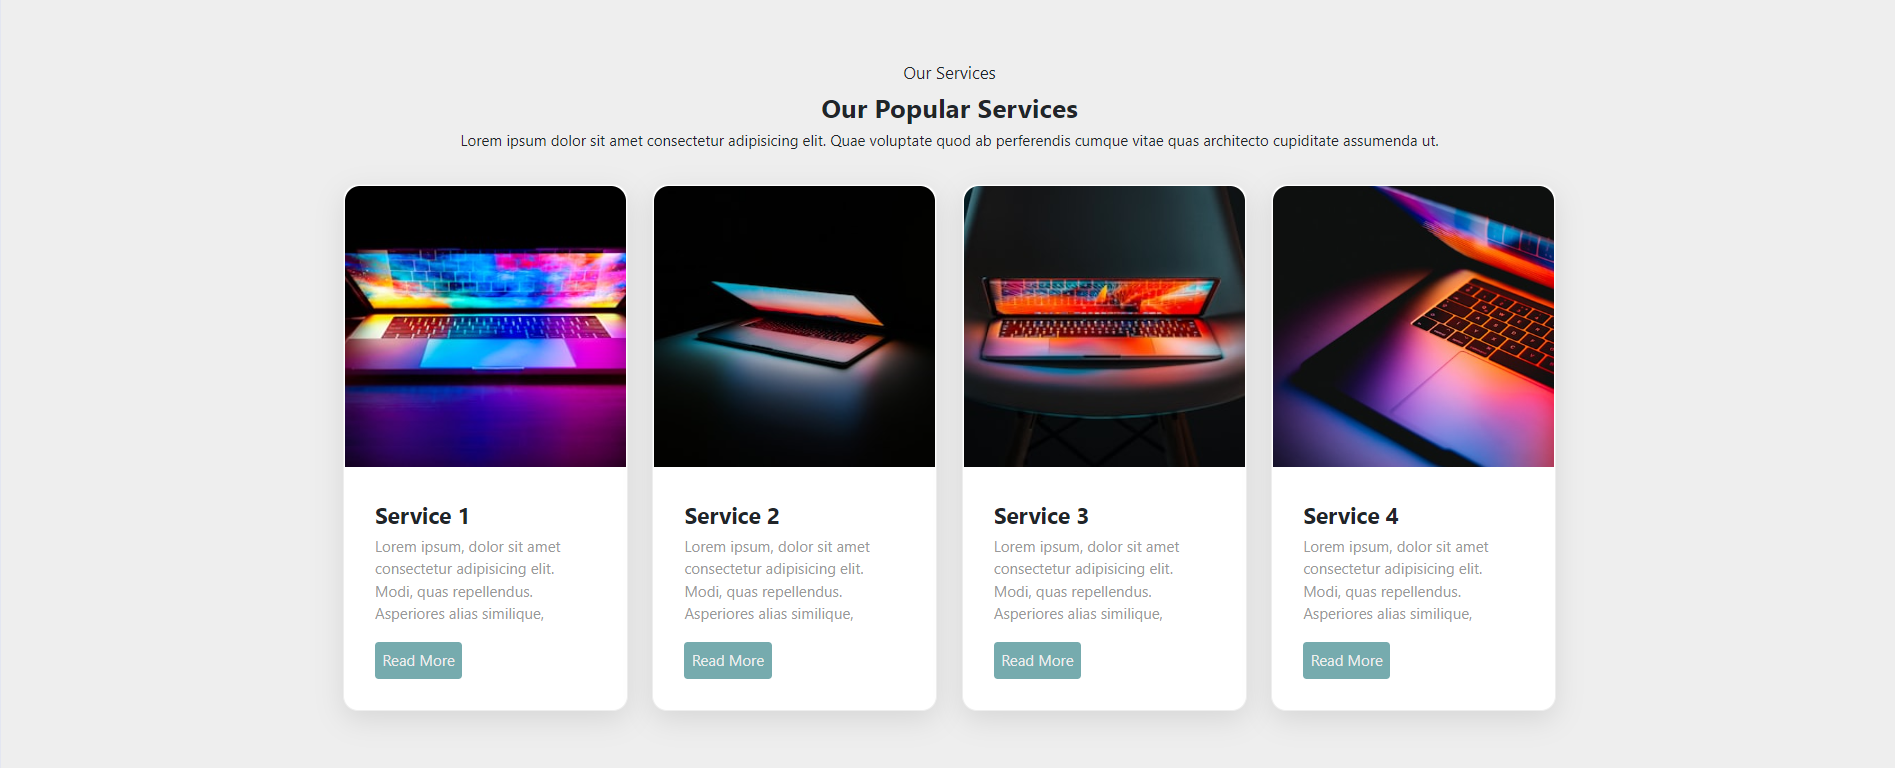 Our Services
Our Popular Services
Lorem ipsum dolor sit amet consectetur adipisicing elit. Quae voluptate quod ab perferendis cumque vitae quas architecto cupiditate assumenda ut.
Service 1
Lorem ipsum, dolor sit amet
consectetur adipisicing elit.
Modi, quas repellendus.
Asperiores alias similique,
Read More
Service 2
Lorem ipsum, dolor sit amet
consectetur adipisicing elit.
Modi, quas repellendus.
Asperiores alias similique,
Read More
Service 3
Lorem ipsum, dolor sit amet
consectetur adipisicing elit.
Modi, quas repellendus.
Asperiores alias similique,
Read More
Service 4
Lorem ipsum, dolor sit amet
consectetur adipisicing elit.
Modi, quas repellendus.
Asperiores alias similique,
Read More